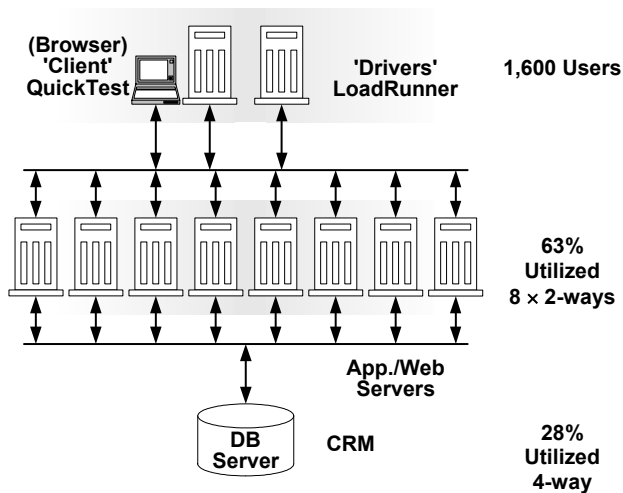 (Browser)
'Client'
QuickTest
'Drivers'
LoadRunner
1,600 Users
63%
Utilized
8 × 2-ways
App./Web
Servers
DB
Server
CRM
28%
Utilized
4-way